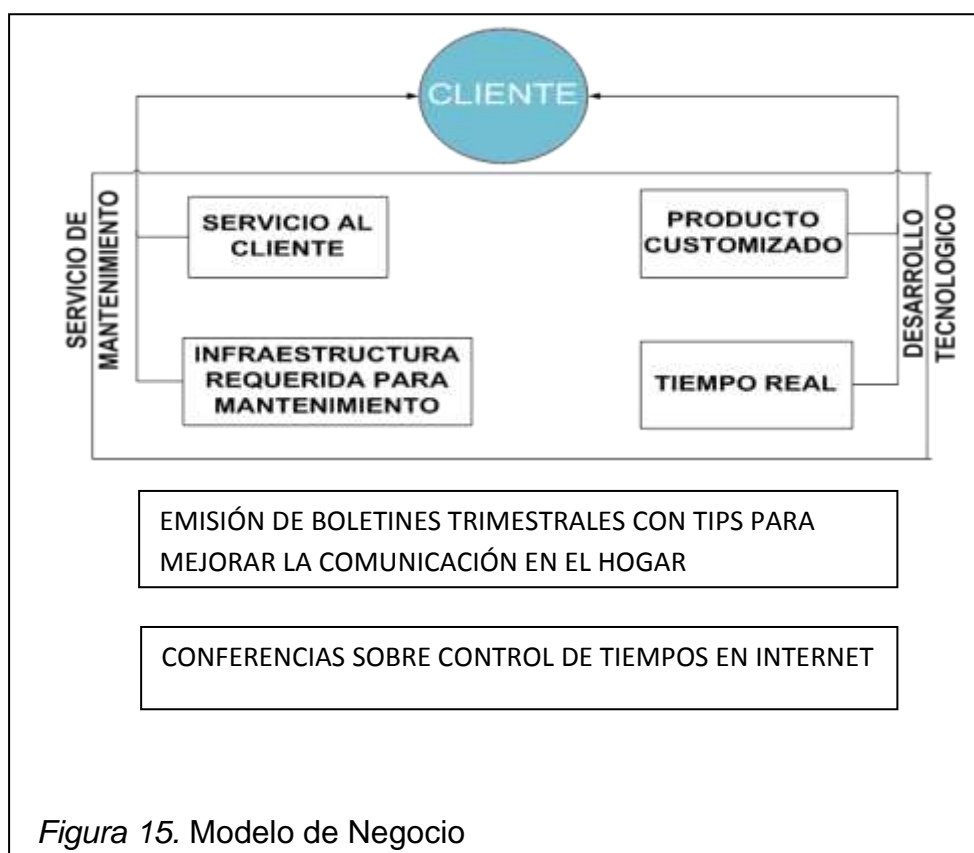 CLIENTE
SERVICIO DE
MANTENIMIENTO
SERVICIO AL
CLIENTE
INFRAESTRUCTURA
REQUERIDA PARA
MANTENIMIENTO
PRODUCTO
CUSTOMIZADO
TIEMPO REAL
DESARROLLO
TECNOLOGICO
EMISIÓN DE BOLETINES TRIMESTRALES CON TIPS PARA
MEJORAR LA COMUNICACIÓN EN EL HOGAR
CONFERENCIAS SOBRE CONTROL DE TIEMPOS EN INTERNET
Figura 15. Modelo de Negocio